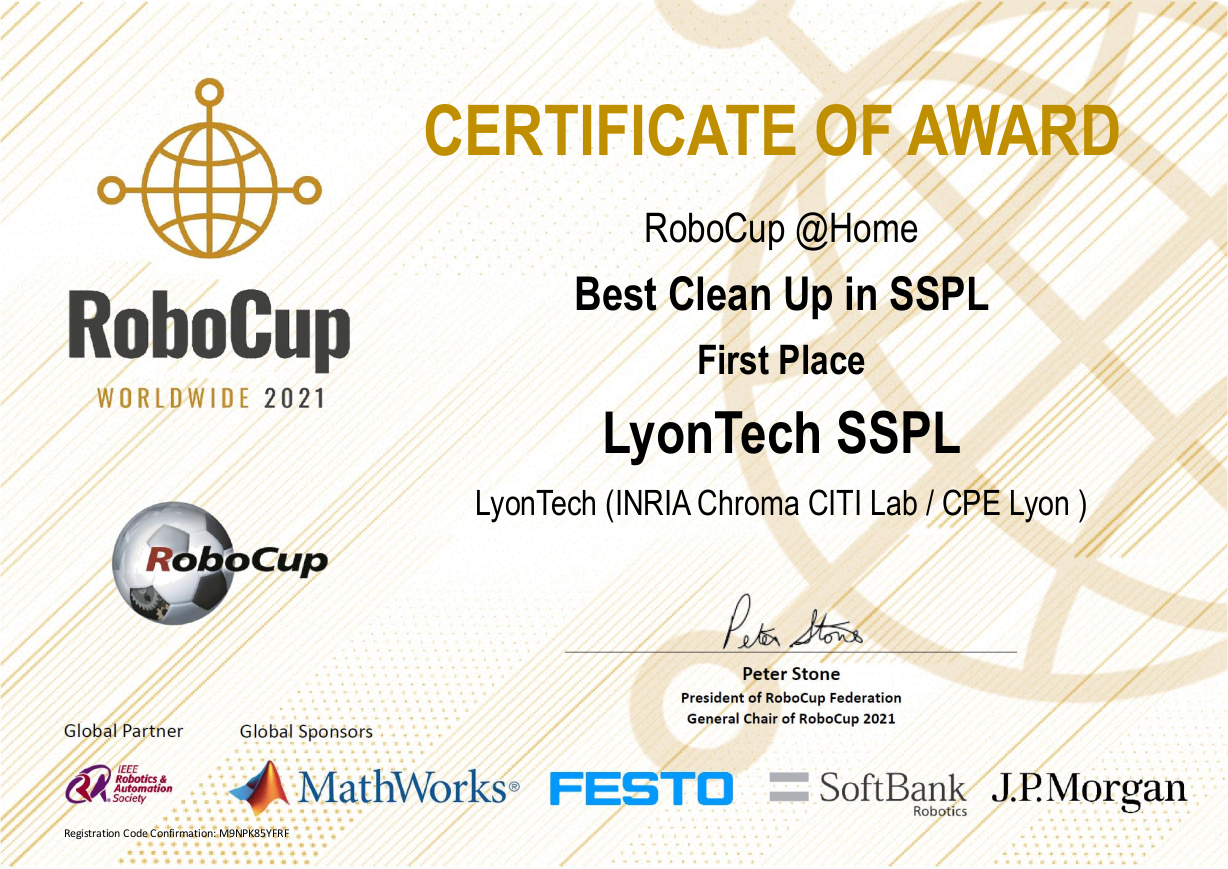 CERTIFICATE OF AWARD
RoboCup @Home
Best Clean Up in SSPL
First Place
LyonTech SSPL
LyonTech (INRIA Chroma CITI Lab / CPE Lyon )
RoboCup
WORLDWIDE 2021
RoboCup
Peter Stone
Peter Stone
President of RoboCup Federation
General Chair of RoboCup 2021
Global Partner
Global Sponsors
IEEE
Robotics &
Automation
Society
RA
MathWorks®
FESTO
SoftBank
Robotics
J.P.Morgan
Registration Code Confirmation: M9NPK85YFRF